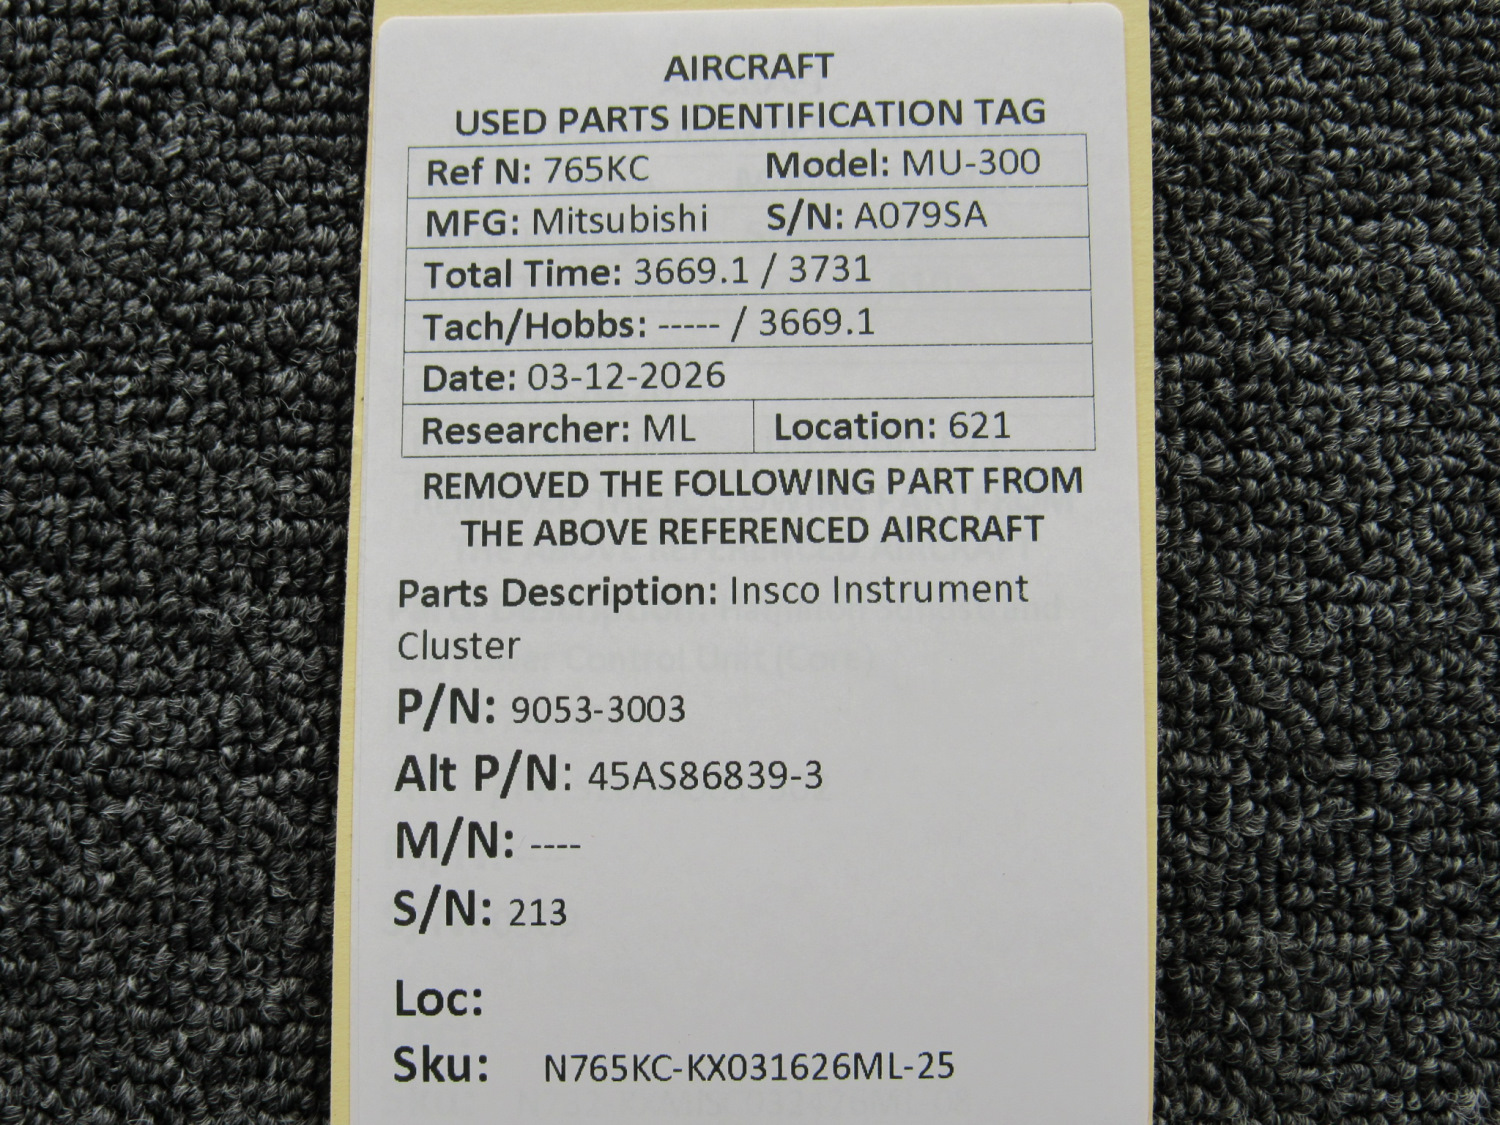 AIRCRAFT
USED PARTS IDENTIFICATION TAG
Ref N: 765KC Model: MU-300
MFG: Mitsubishi S/N: A079SA
Total Time: 3669.1 / 3731
Tach/Hobbs: ----- / 3669.1
Date: 03-12-2026
Researcher: ML Location: 621
REMOVED THE FOLLOWING PART FROM
THE ABOVE REFERENCED AIRCRAFT
Parts Description: Insco Instrument
Cluster
P/N: 9053-3003
Alt P/N: 45AS86839-3
M/N: ----
S/N: 213
Loc:
Sku: N765KC-KX031626ML-25